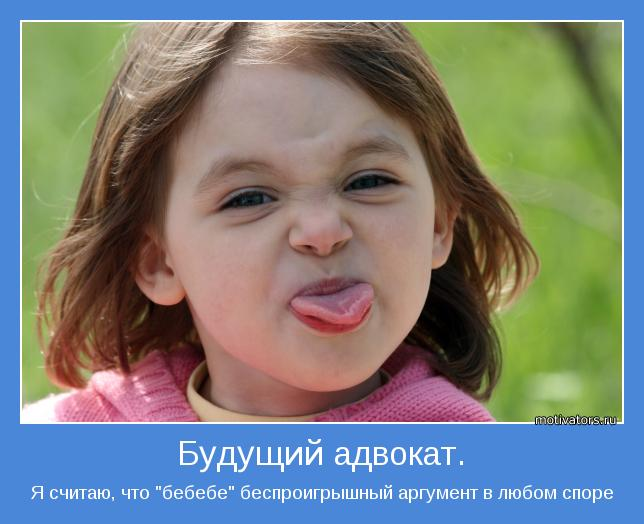 motivators.ru
Будущий адвокат.
Я считаю, что "бебебе" беспроигрышный аргумент в любом споре